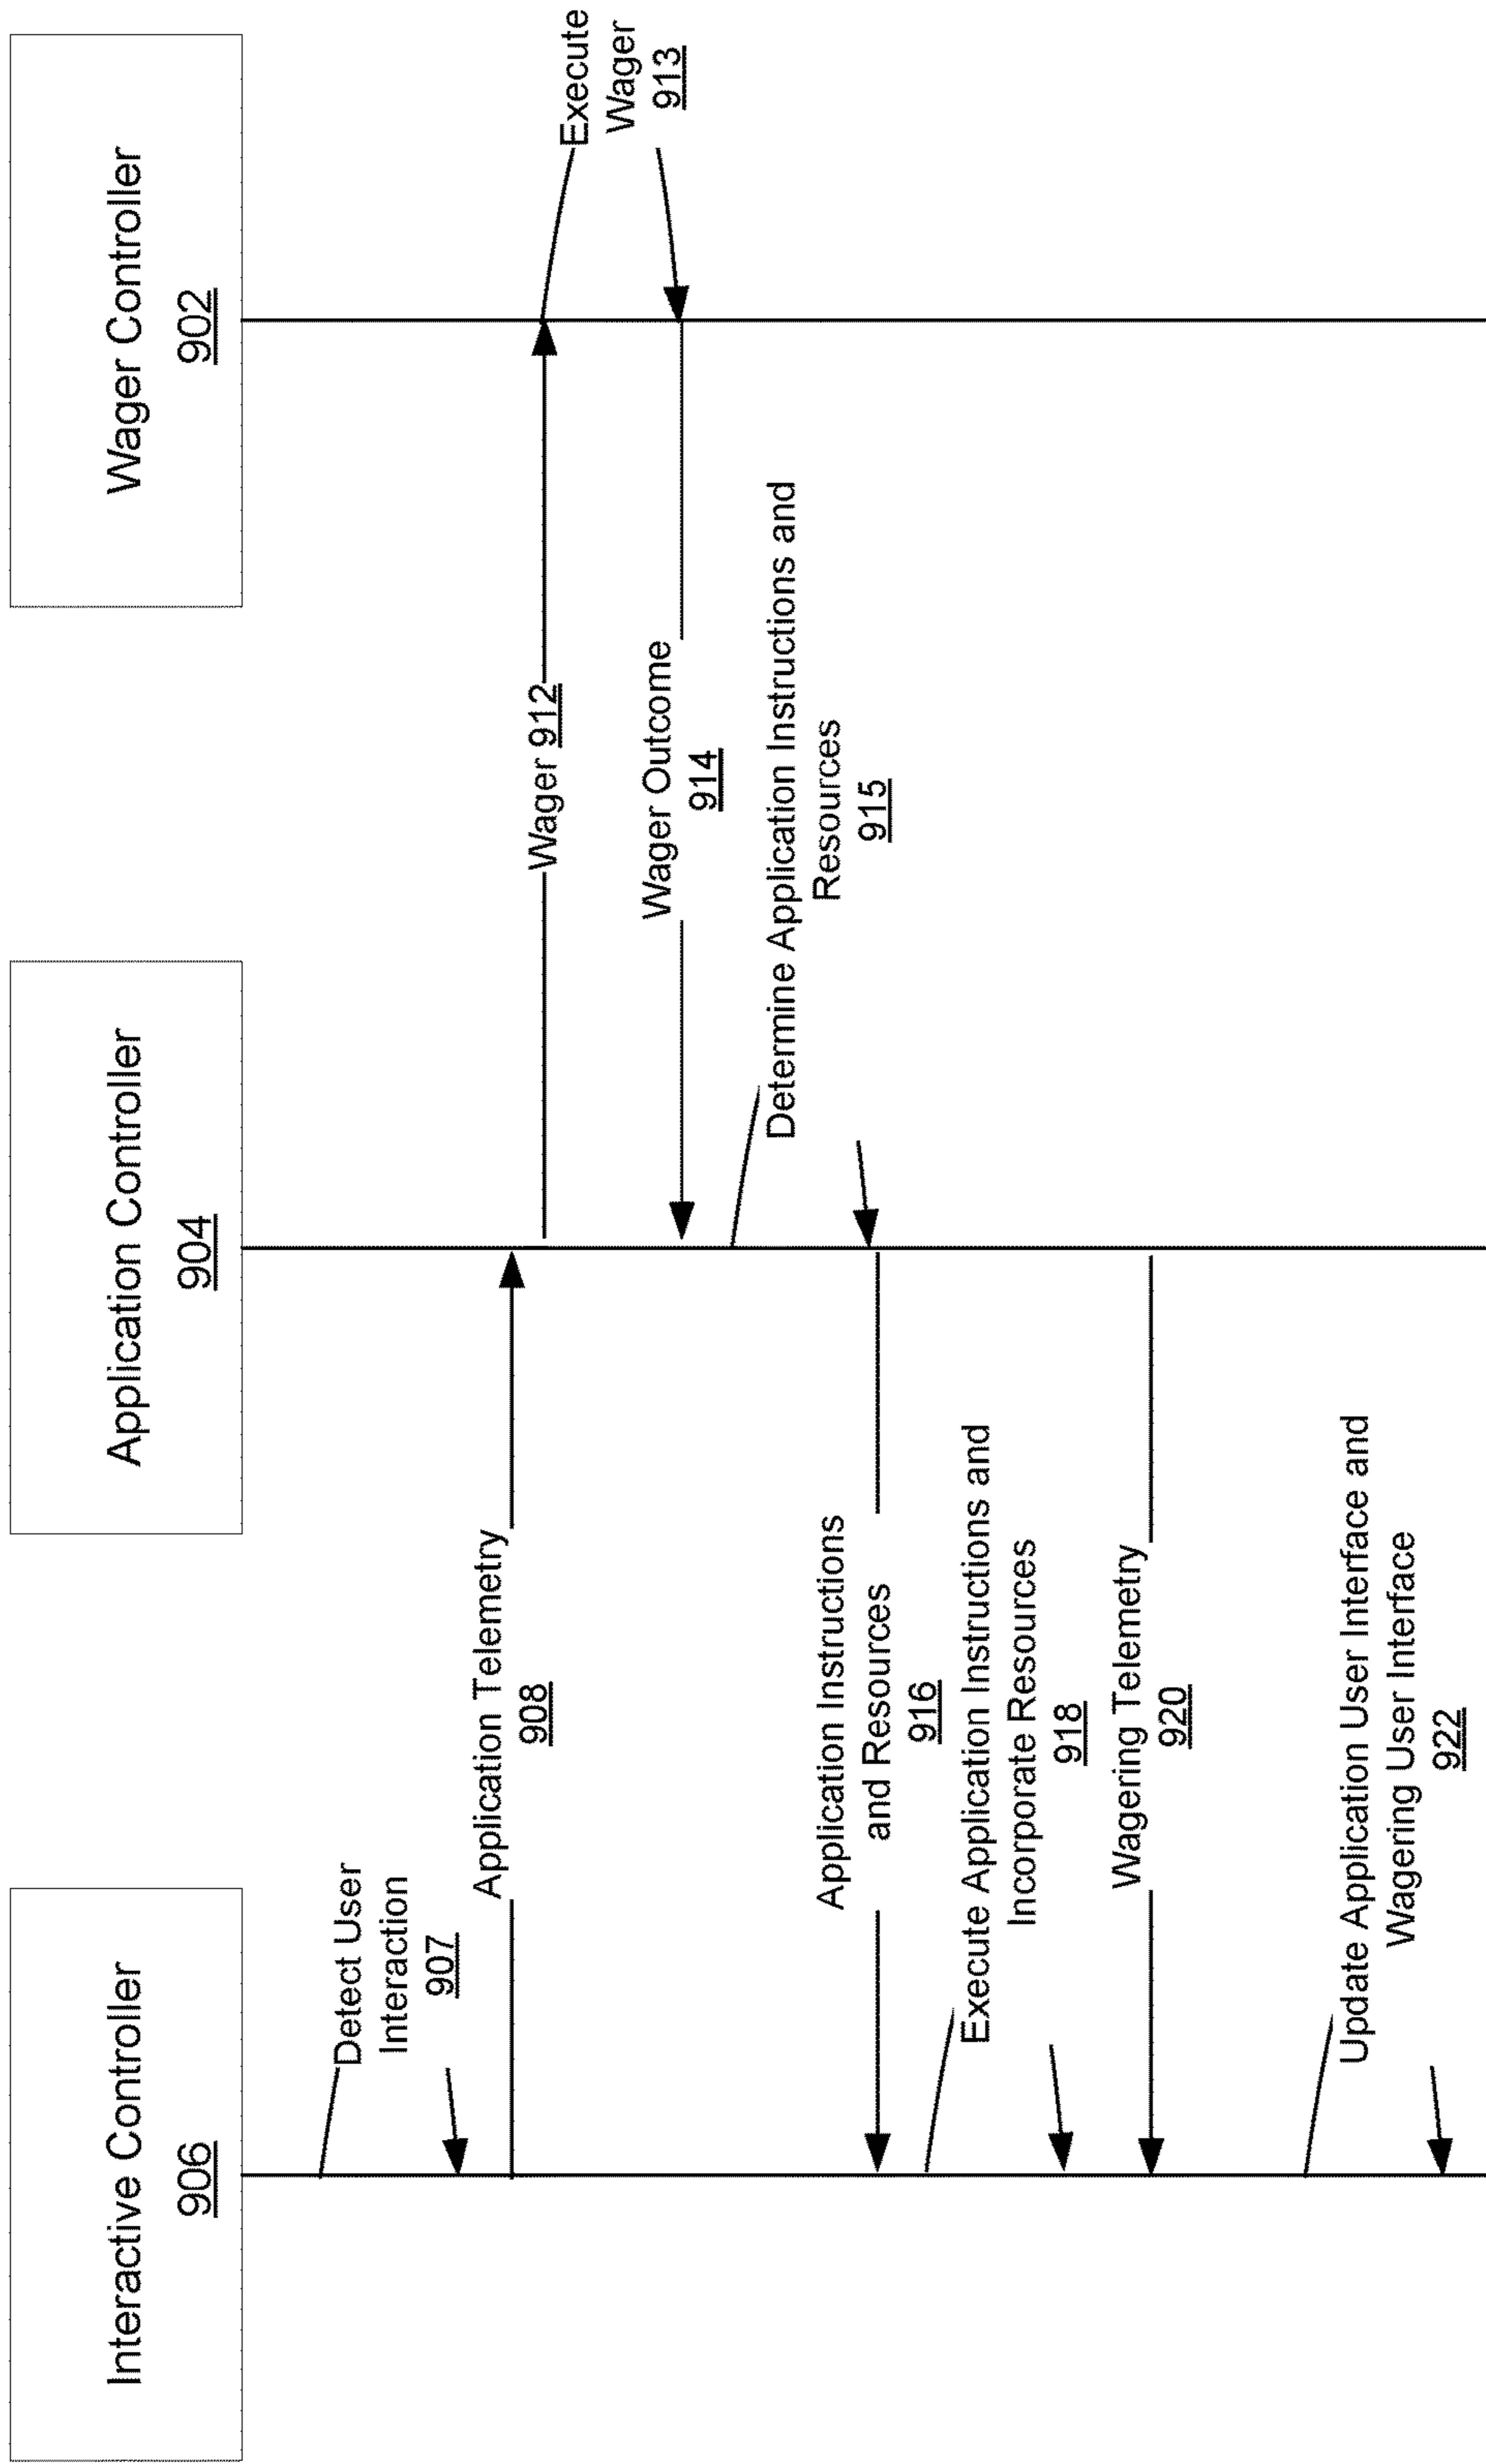 Interactive Controller
906
Application Controller
904
Wager Controller
902
Detect User
Interaction
907
Application Telemetry
908
Wager 912
Execute
Wager
913
Wager Outcome
914
Determine Application Instructions and
Resources
915
Application Instructions
and Resources
916
Execute Application Instructions and
Incorporate Resources
918
Wagering Telemetry
920
Update Application User Interface and
Wagering User Interface
922